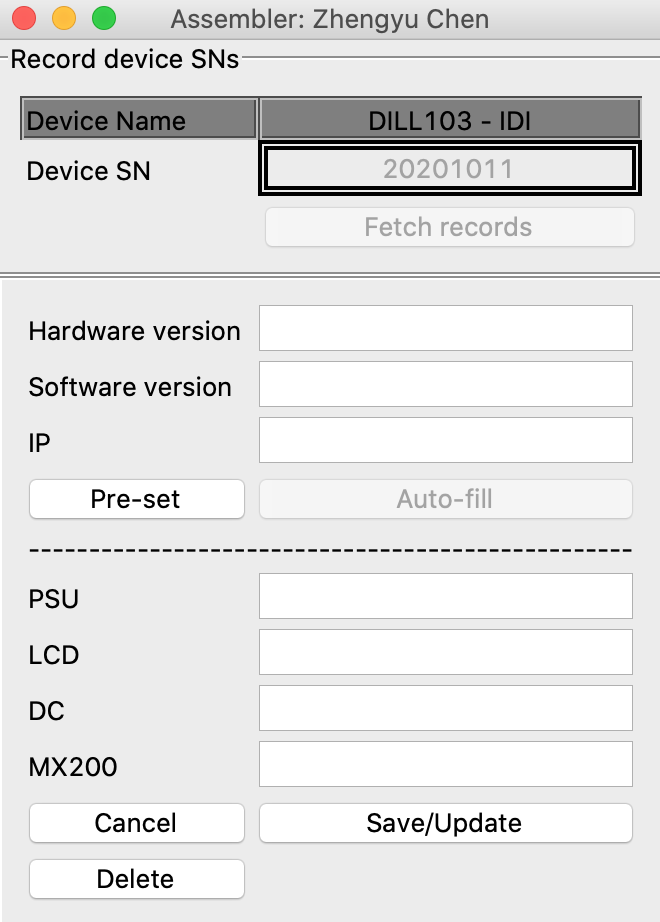 Assembler: Zhengyu Chen
Record device SNs
Device Name DILL103 - IDI
Device SN 20201011
Fetch records
Hardware version
Software version
IP
Pre-set Auto-fill
--------------------------------------------------
PSU
LCD
DC
MX200
Cancel Save/Update
Delete